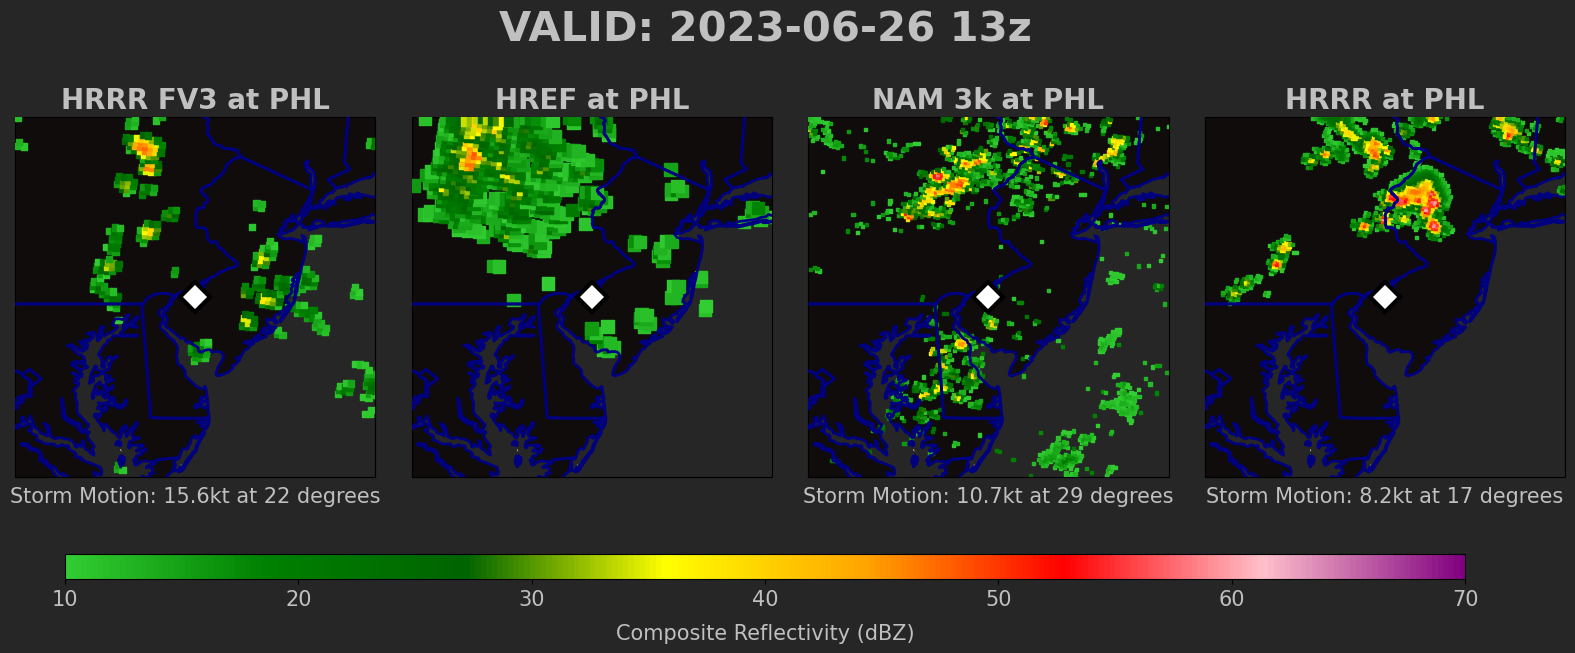 VALID: 2023-06-26 13z
HRRR FV3 at PHL
HREF at PHL
NAM 3k at PHL
HRRR at PHL
Storm Motion: 15.6kt at 22 degrees
Storm Motion: 10.7kt at 29 degrees
Storm Motion: 8.2kt at 17 degrees
10 20 30 40 50 60 70
Composite Reflectivity (dBZ)